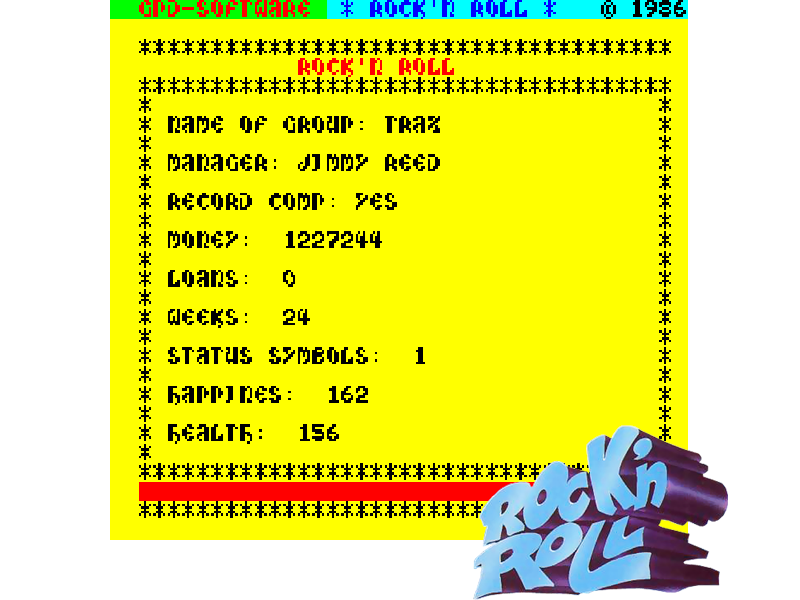 GPD-SOFTWARE * ROCK'N ROLL * © 1986
*************************************
ROCK'N ROLL
*************************************
* *
* NAME OF GROUP: TRAX *
* *
* MANAGER: JIMMY REED *
* *
* RECORD COMP: YES *
* *
* MONEY: 1227244 *
* *
* LOANS: 0 *
* *
* WEEKS: 24 *
* *
* STATUS SYMBOLS: 1 *
* *
* HAPPINES: 162 *
* *
* HEALTH: 156 *
*
*******************************
************************
ROCK'n
ROLL